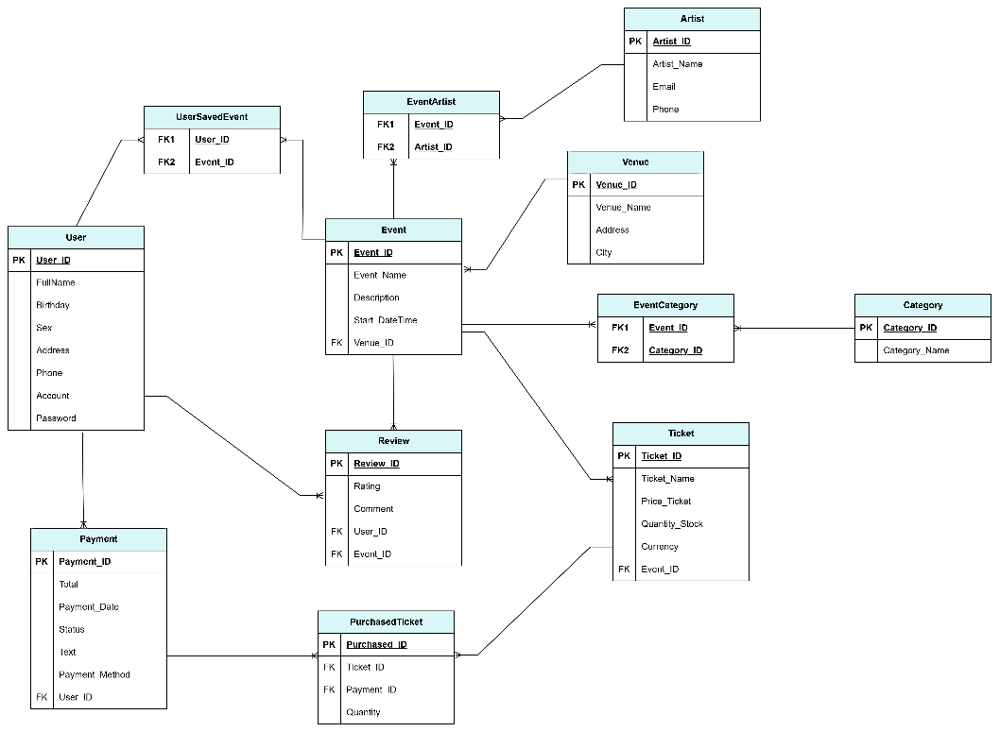 Artist
PK Artist_ID
Artist_Name
Email
Phone
EventArtist
FK1 Event_ID
FK2 Artist_ID
UserSavedEvent
FK1 User_ID
FK2 Event_ID
Venue
PK Venue_ID
Venue_Name
Address
City
User
PK User_ID
FullName
Birthday
Sex
Address
Phone
Account
Password
Event
PK Event_ID
Event_Name
Description
Start_DateTime
FK Venue_ID
EventCategory
FK1 Event_ID
FK2 Category_ID
Category
PK Category_ID
Category_Name
Review
PK Review_ID
Rating
Comment
FK User_ID
FK Event_ID
Ticket
PK Ticket_ID
Ticket_Name
Price_Ticket
Quantity_Stock
Currency
FK Event_ID
Payment
PK Payment_ID
Total
Payment_Date
Status
Text
Payment_Method
FK User_ID
PurchasedTicket
PK Purchased_ID
FK Ticket_ID
FK Payment_ID
Quantity